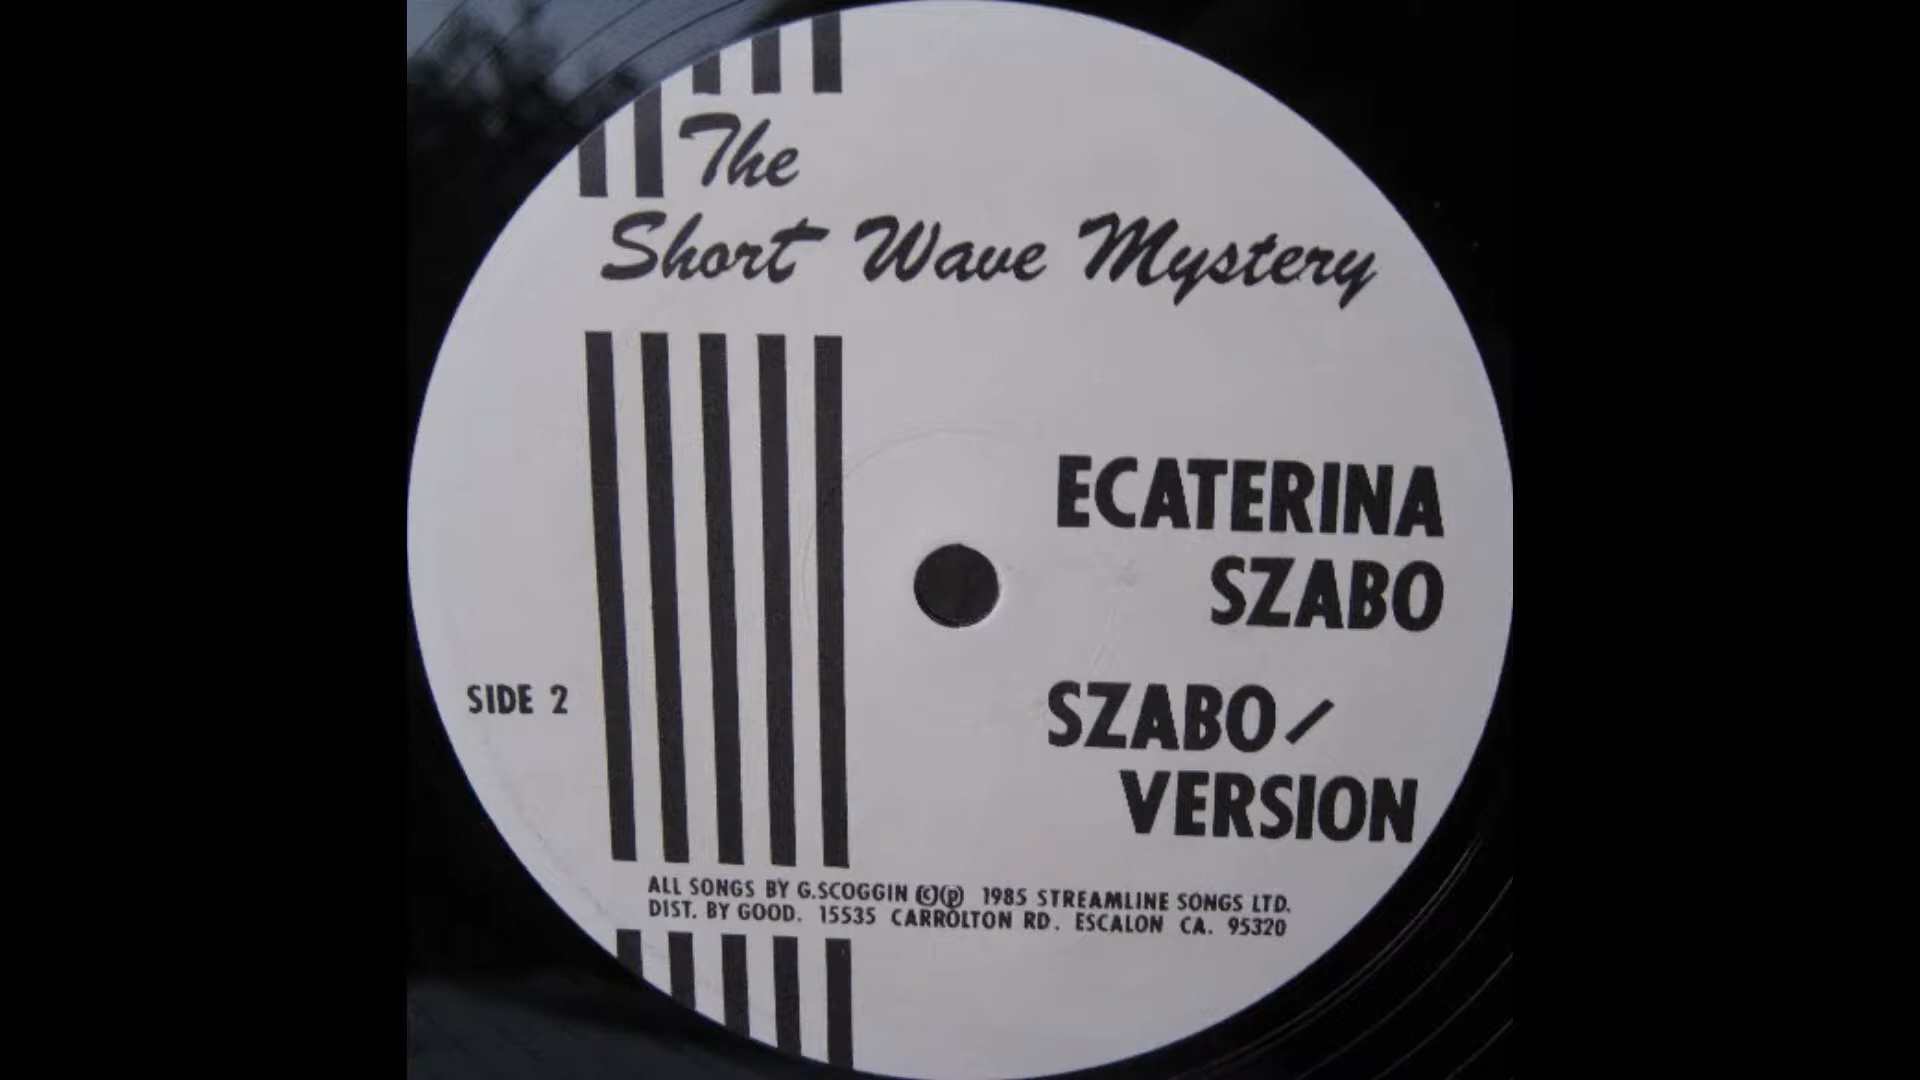 The
Short Wave Mystery
ECATERINA
SZABO
SZABO/
VERSION
SIDE 2
ALL SONGS BY G.SCOGGIN ©℗ 1985 STREAMLINE SONGS LTD.
DIST. BY GOOD. 15535 CARROLTON RD. ESCALON CA. 95320